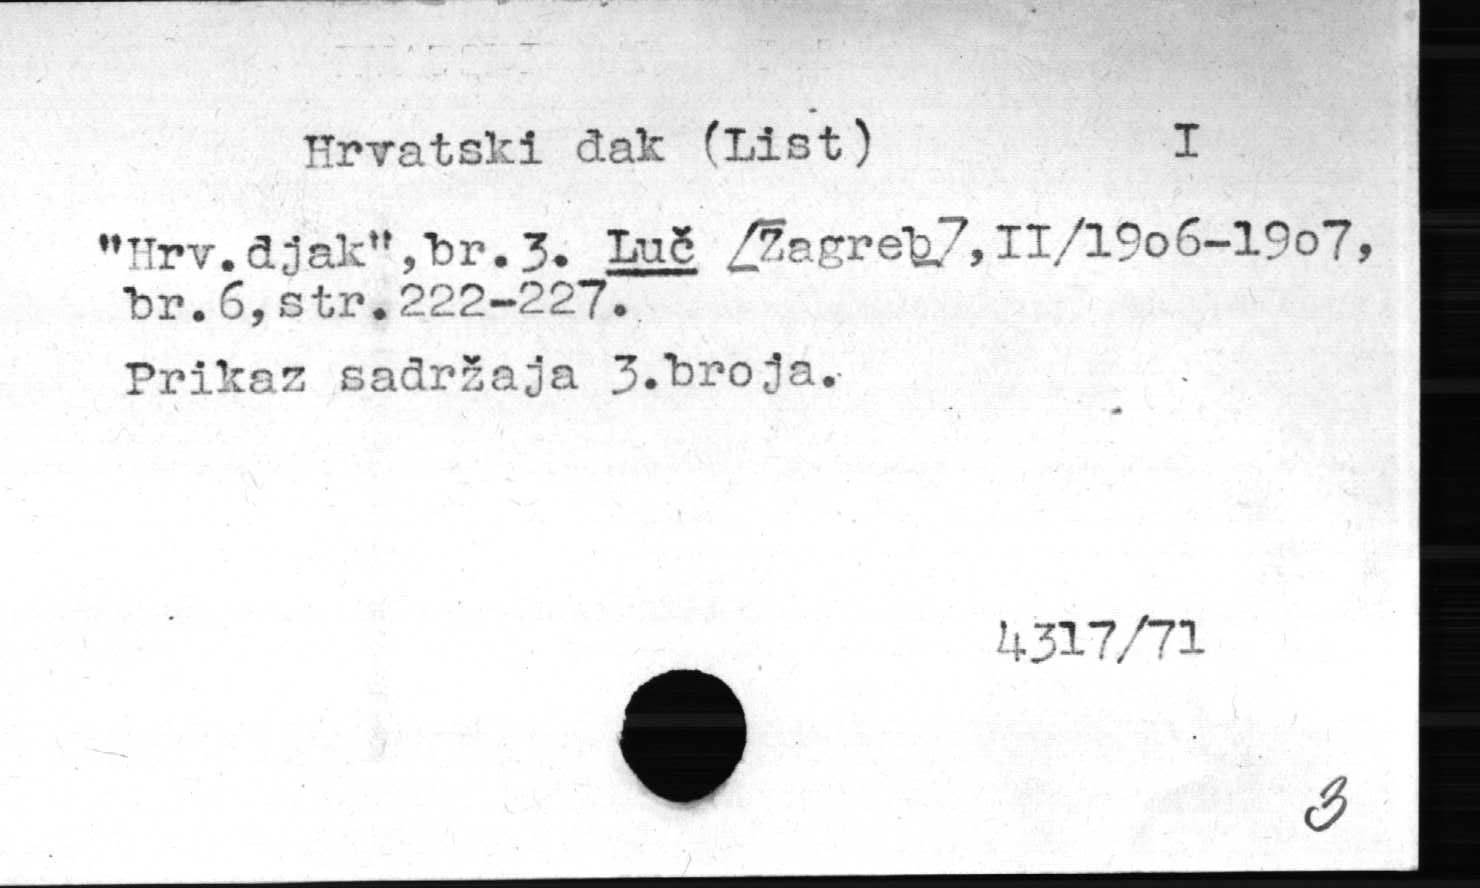 Hrvatski đak (List) I
"Hrv.djak",br.3. Luč /Zagreb/,II/19o6-19o7,
br.6,str.222-227.
Prikaz sadržaja 3.broja.
4317/71
3